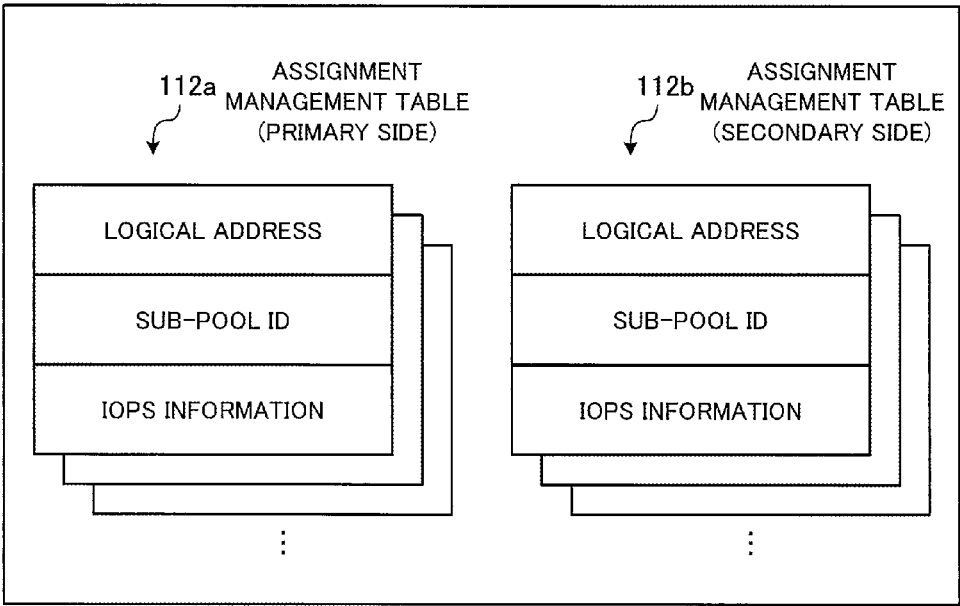 112a
ASSIGNMENT
MANAGEMENT TABLE
(PRIMARY SIDE)
LOGICAL ADDRESS
SUB-POOL ID
IOPS INFORMATION
⋮
112b
ASSIGNMENT
MANAGEMENT TABLE
(SECONDARY SIDE)
LOGICAL ADDRESS
SUB-POOL ID
IOPS INFORMATION
⋮